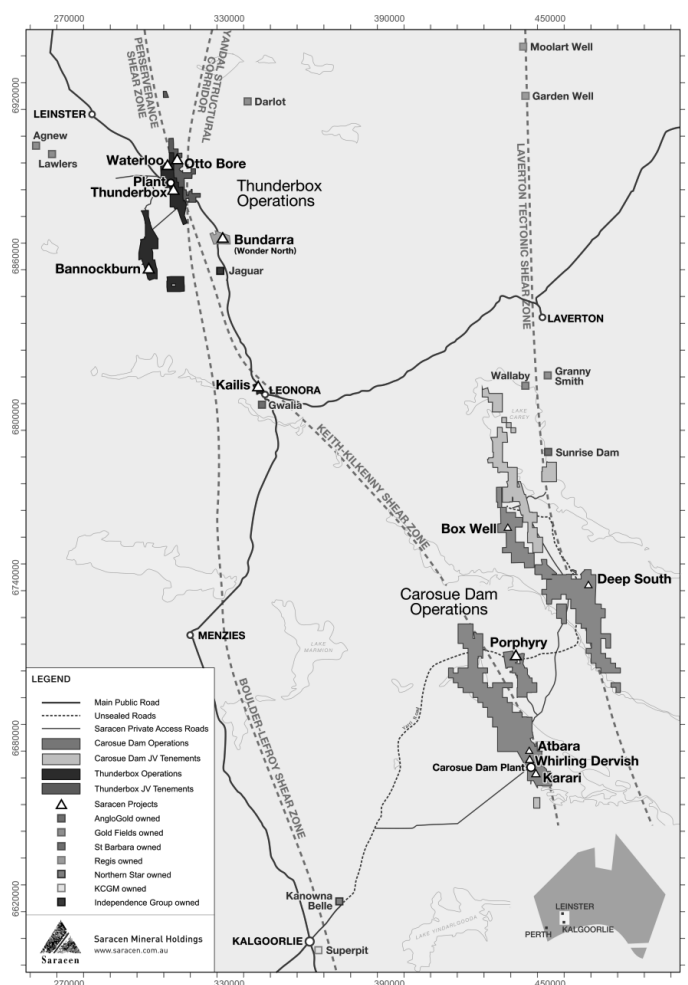 270000
330000
390000
450000
6920000
6860000
6800000
6740000
6680000
6620000
PERSERVERANCE
SHEAR ZONE
YANDAL STRUCTURAL
CORRIDOR
Moolart Well
Garden Well
Darlot
LEINSTER
Agnew
Lawlers
Waterloo
Otto Bore
Plant
Thunderbox
Thunderbox
Operations
LAVERTON TECTONIC SHEAR ZONE
Bundarra
(Wonder North)
Bannockburn
Jaguar
LAVERTON
Wallaby
Granny
Smith
Kailis
LEONORA
Gwalia
LAKE
CAREY
KEITH-KILKENNY SHEAR ZONE
Sunrise Dam
Box Well
Deep South
Carosue Dam
Operations
MENZIES
LAKE
MARMION
Porphyry
BOULDER-LEFROY SHEAR ZONE
Atbara
Whirling Dervish
Carosue Dam Plant
Karari
Kanowna
Belle
KALGOORLIE
Superpit
LAKE YINDARLGOODA
LEGEND
Main Public Road
Unsealed Roads
Saracen Private Access Roads
Carosue Dam Operations
Carosue Dam JV Tenements
Thunderbox Operations
Thunderbox JV Tenements
Saracen Projects
AngloGold owned
Gold Fields owned
St Barbara owned
Regis owned
Northern Star owned
KCGM owned
Independence Group owned
Saracen
Saracen Mineral Holdings
www.saracen.com.au
LEINSTER
KALGOORLIE
PERTH
270000
330000
390000
450000